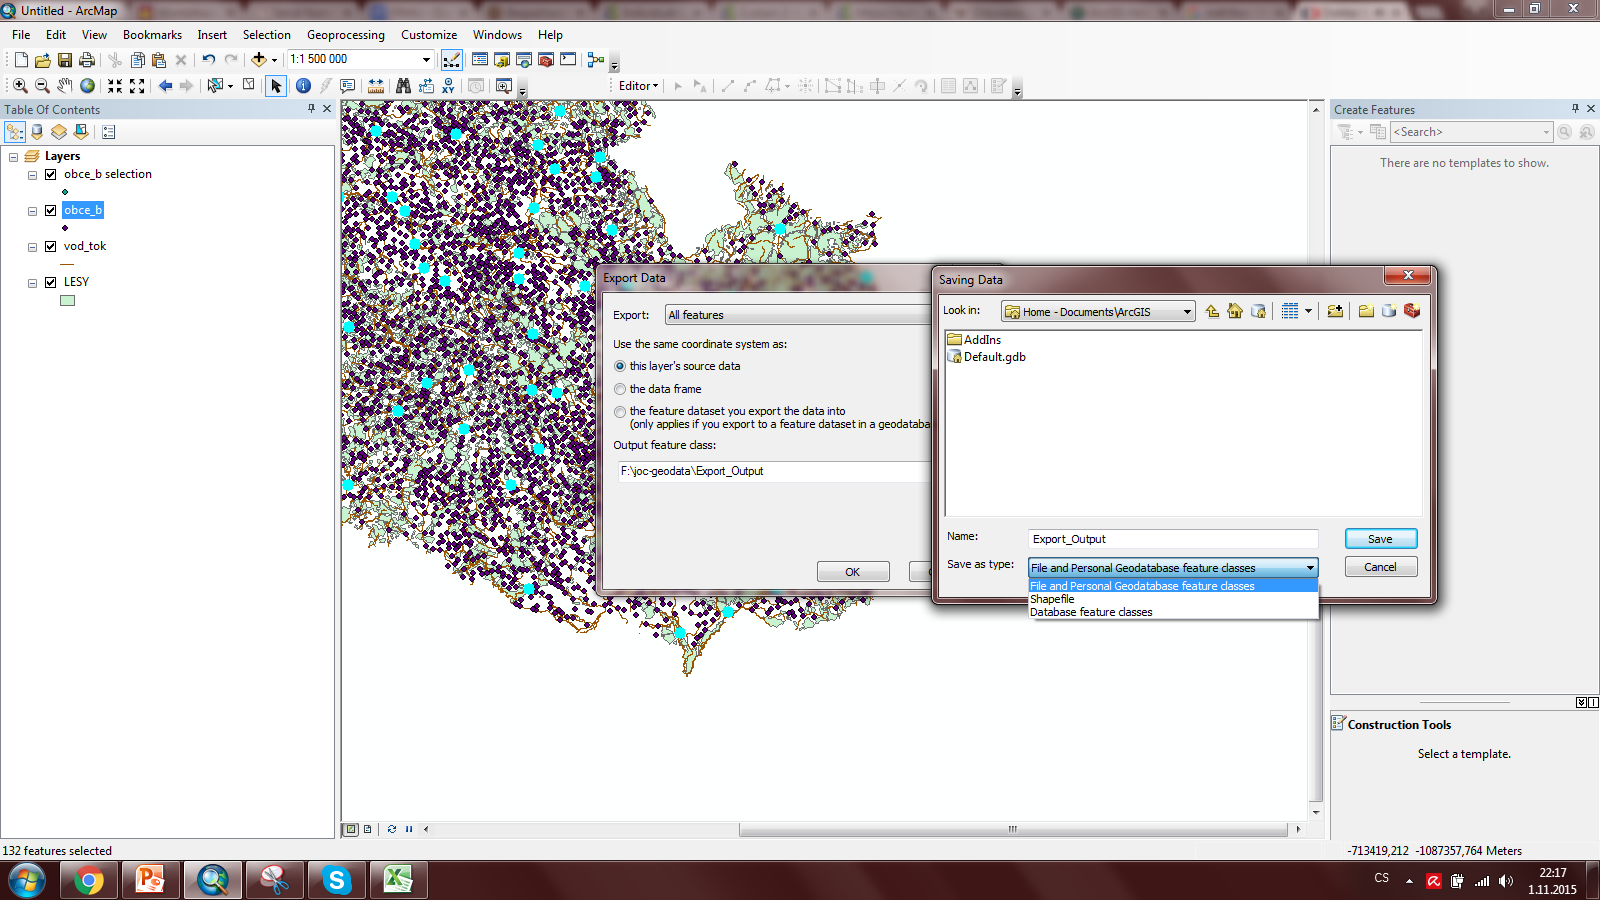 Untitled - ArcMap
File Edit View Bookmarks Insert Selection Geoprocessing Customize Windows Help
1:1 500 000
Editor
Table Of Contents
Layers
obce_b selection
obce_b
vod_tok
LESY
Export Data
Export: All features
Use the same coordinate system as:
this layer's source data
the data frame
the feature dataset you export the data into
(only applies if you export to a feature dataset in a
Output feature class:
F:\joc-geodata\Export_Output
OK
Saving Data
Look in: Home - Documents\ArcGIS
AddIns
Default.gdb
Name: Export_Output
Save
Save as type: File and Personal Geodatabase feature classes
Cancel
File and Personal Geodatabase feature classes
Shapefile
Database feature classes
Create Features
<Search>
There are no templates to show.
Construction Tools
Select a template.
132 features selected
-713419,212 -1087357,764 Meters
CS
22:17
1.11.2015